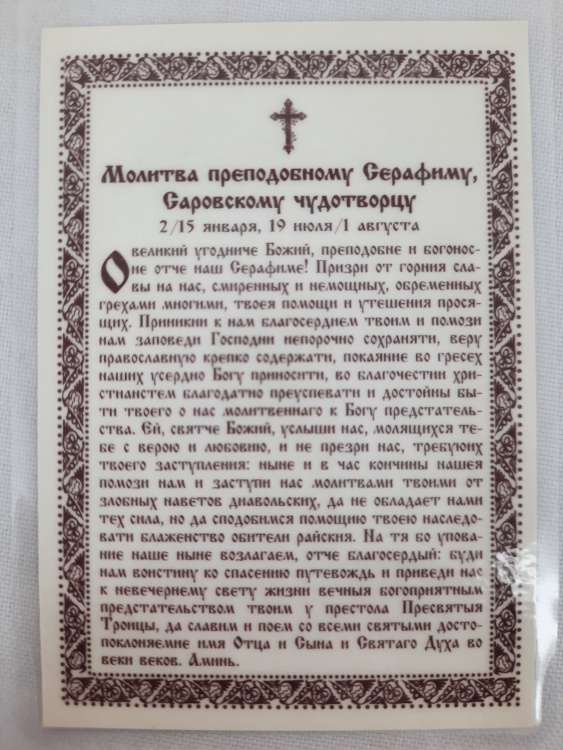 Молитва преподобному Серафиму,
Саровскому чудотворцу
2/15 января, 19 июля/1 августа
О великий угодниче Божий, преподобне и богонос-
не отче наш Серафиме! Призри от горния сла-
вы на нас, смиренных и немощных, обременных
грехами многими, твоея помощи и утешения прося-
щих. Приникни к нам благосердием твоим и помози
нам заповеди Господни непорочно сохраняти, веру
православную крепко содержати, покаяние во гресех
наших усердно Богу приносити, во благочестии хри-
стианстем благодатно преуспевати и достойны бы-
ти твоего о нас молитвеннаго к Богу предстатель-
ства. Ей, святче Божий, услыши нас, молящихся те-
бе с верою и любовию, и не презри нас, требуюих
твоего заступления: ныне и в час кончины нашея
помози нам и заступи нас молитвами твоими от
злобных наветов диавольских, да не обладает нами
тех сила, но да сподобимся помощию твоею наследо-
вати блаженство обители райския. На тя бо упова-
ние наше ныне возлагаем, отче благосердый: буди
нам воистину ко спасению путевождь и приведи нас
к невечернему свету жизни вечныя богоприятным
предстательством твоим у престола Пресвятыя
Троицы, да славим и поем со всеми святыми досто-
поклоняемие имя Отца и Сына и Святаго Духа во
веки веков. Аминь.